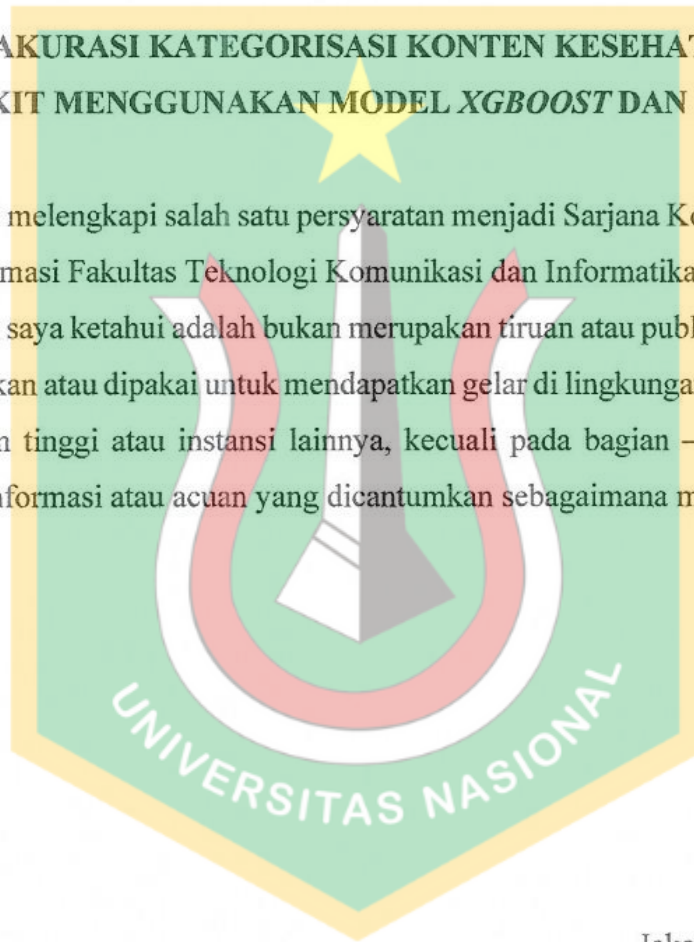 AKURASI KATEGORISASI KONTEN KESEHAT
KIT MENGGUNAKAN MODEL XGBOOST DAN
melengkapi salah satu persyaratan menjadi Sarjana Ko
masi Fakultas Teknologi Komunikasi dan Informatika
saya ketahui adalah bukan merupakan tiruan atau publ
kan atau dipakai untuk mendapatkan gelar di lingkunga
n tinggi atau instansi lainnya, kecuali pada bagian –
nformasi atau acuan yang dicantumkan sebagaimana m
UNIVERSITAS NASIONAL